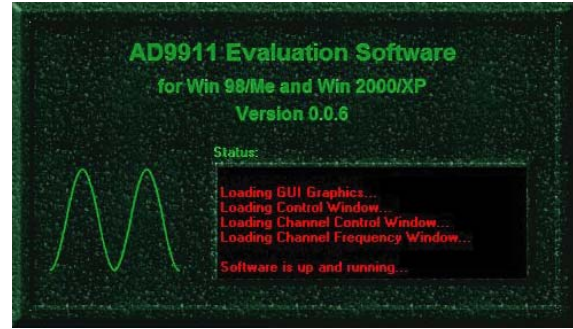 AD9911 Evaluation Software
for Win 98/Me and Win 2000/XP
Version 0.0.6
Status:
Loading GUI Graphics...
Loading Control Window...
Loading Channel Control Window...
Loading Channel Frequency Window...
Software is up and running...